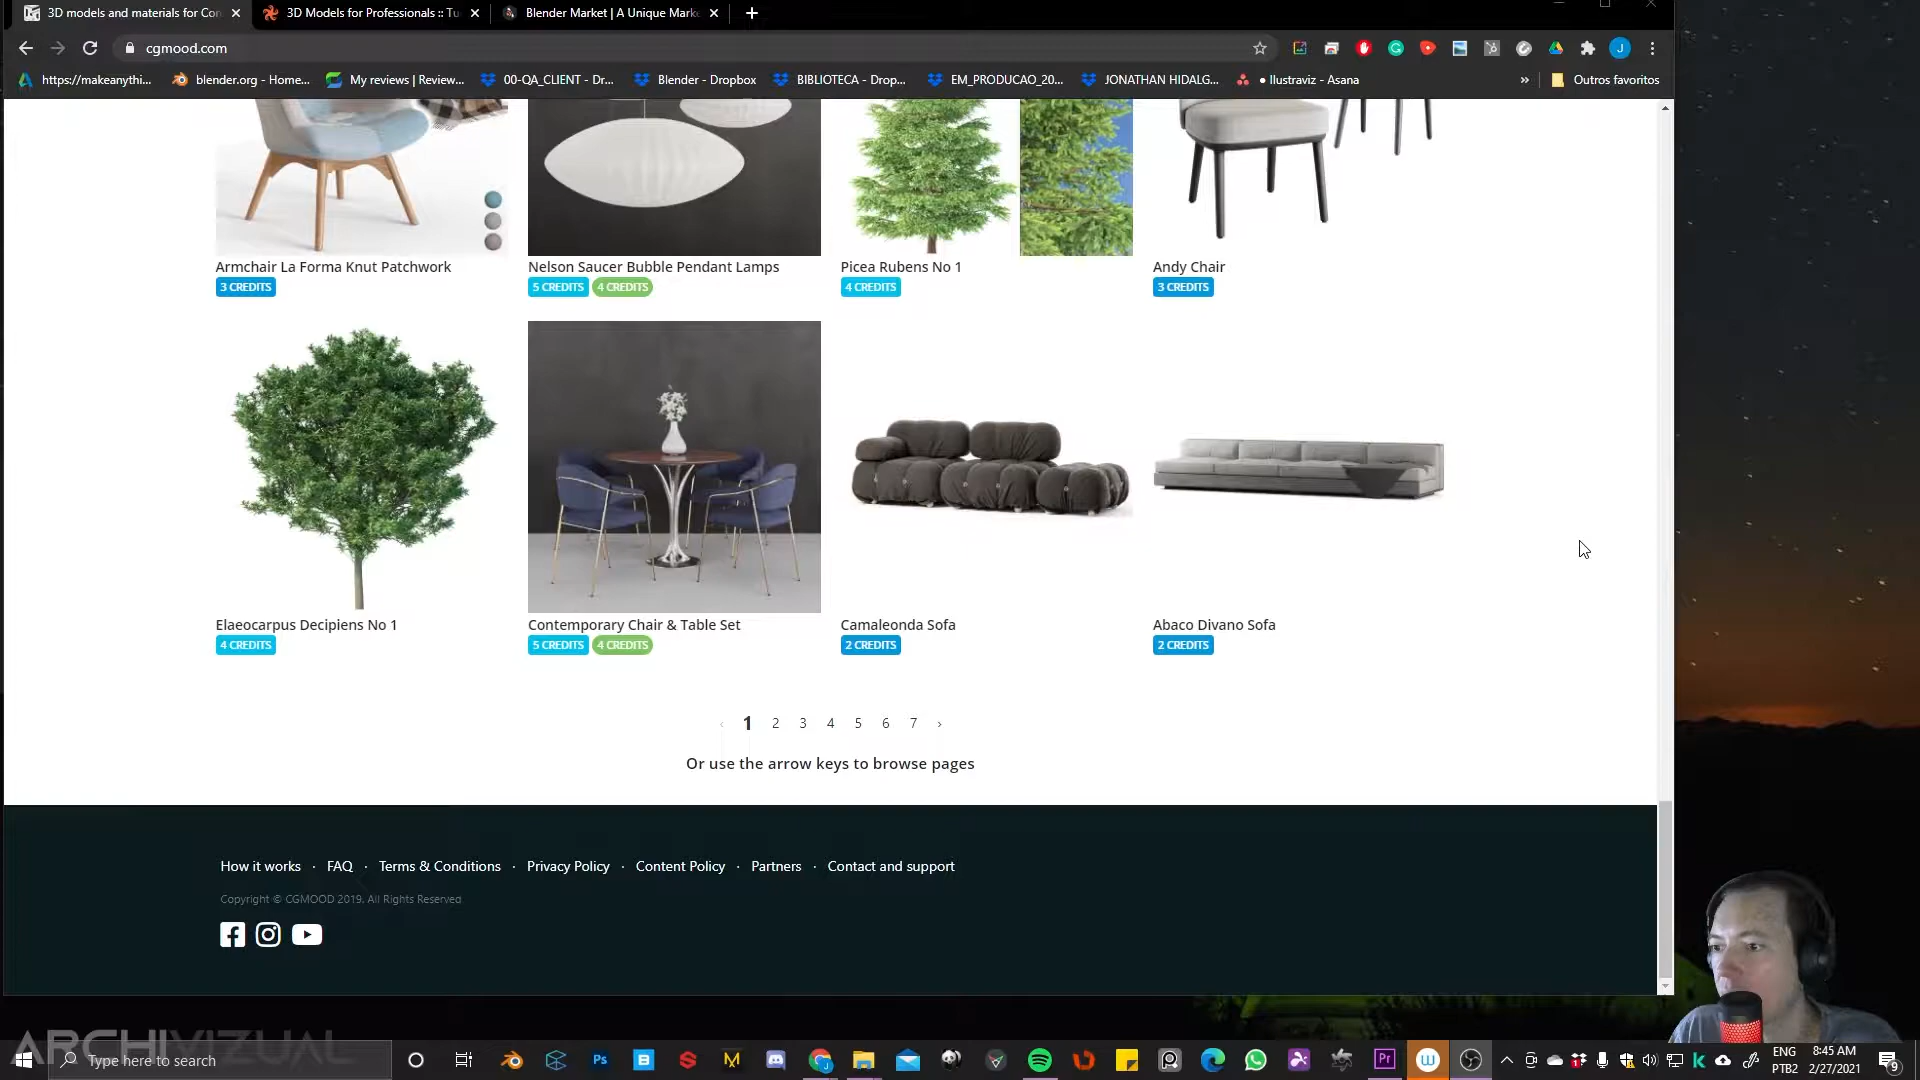 3D models and materials for Con
3D Models for Professionals :: Tu
Blender Market | A Unique Mark
cgmood.com
https://makeanythi...
blender.org - Home...
My reviews | Review...
00-QA_CLIENT - Dr...
Blender - Dropbox
BIBLIOTECA - Drop...
EM_PRODUCAO_20...
JONATHAN HIDALG...
● Ilustraviz - Asana
»
Outros favoritos
Armchair La Forma Knut Patchwork
3 CREDITS
Nelson Saucer Bubble Pendant Lamps
5 CREDITS 4 CREDITS
Picea Rubens No 1
4 CREDITS
Andy Chair
3 CREDITS
Elaeocarpus Decipiens No 1
4 CREDITS
Contemporary Chair & Table Set
5 CREDITS 4 CREDITS
Camaleonda Sofa
2 CREDITS
Abaco Divano Sofa
2 CREDITS
‹ 1 2 3 4 5 6 7 ›
Or use the arrow keys to browse pages
How it works · FAQ · Terms & Conditions · Privacy Policy · Content Policy · Partners · Contact and support
Copyright © CGMOOD 2019. All Rights Reserved
ARCHIVIZUAL
Type here to search
ENG
PTB2
8:45 AM
2/27/2021
9